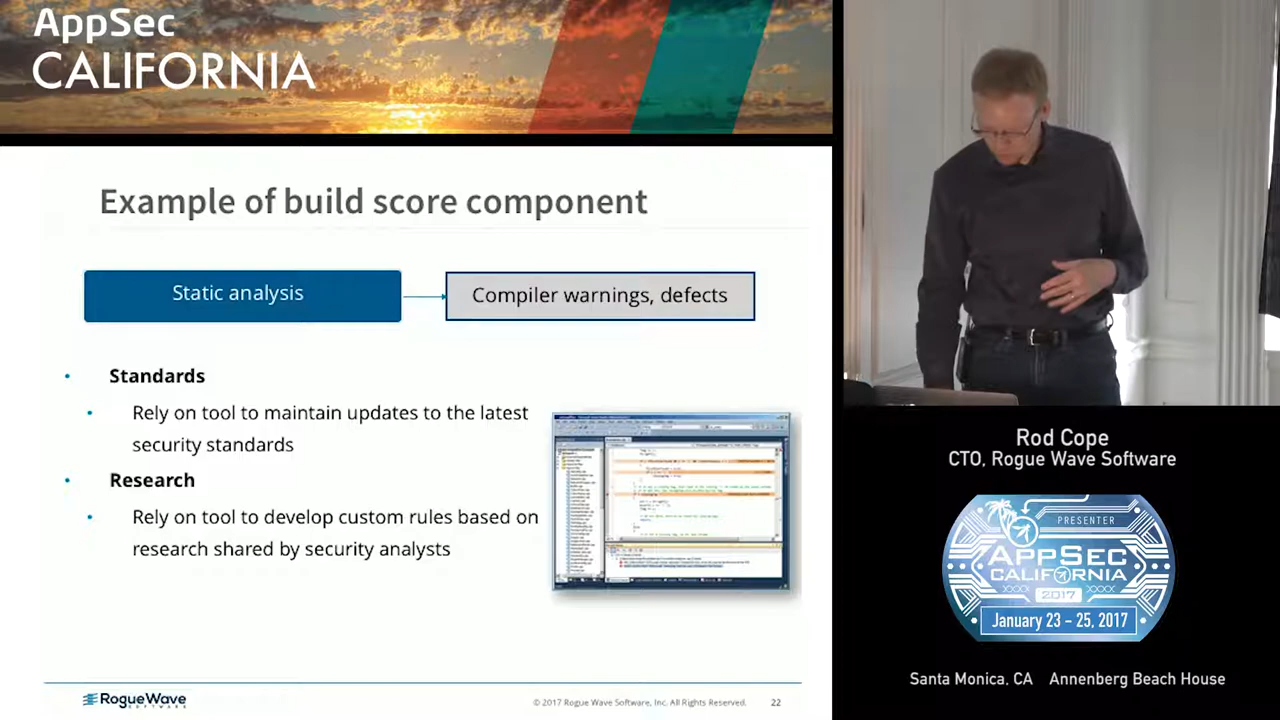 AppSec
CALIFORNIA
Example of build score component
Static analysis
Compiler warnings, defects
• Standards
• Rely on tool to maintain updates to the latest
security standards
• Research
• Rely on tool to develop custom rules based on
research shared by security analysts
RogueWave
SOFTWARE
© 2017 Rogue Wave Software, Inc. All Rights Reserved.
22
Rod Cope
CTO, Rogue Wave Software
PRESENTER
APPSEC
CALIFORNIA
2017
January 23 – 25, 2017
Santa Monica, CA Annenberg Beach House